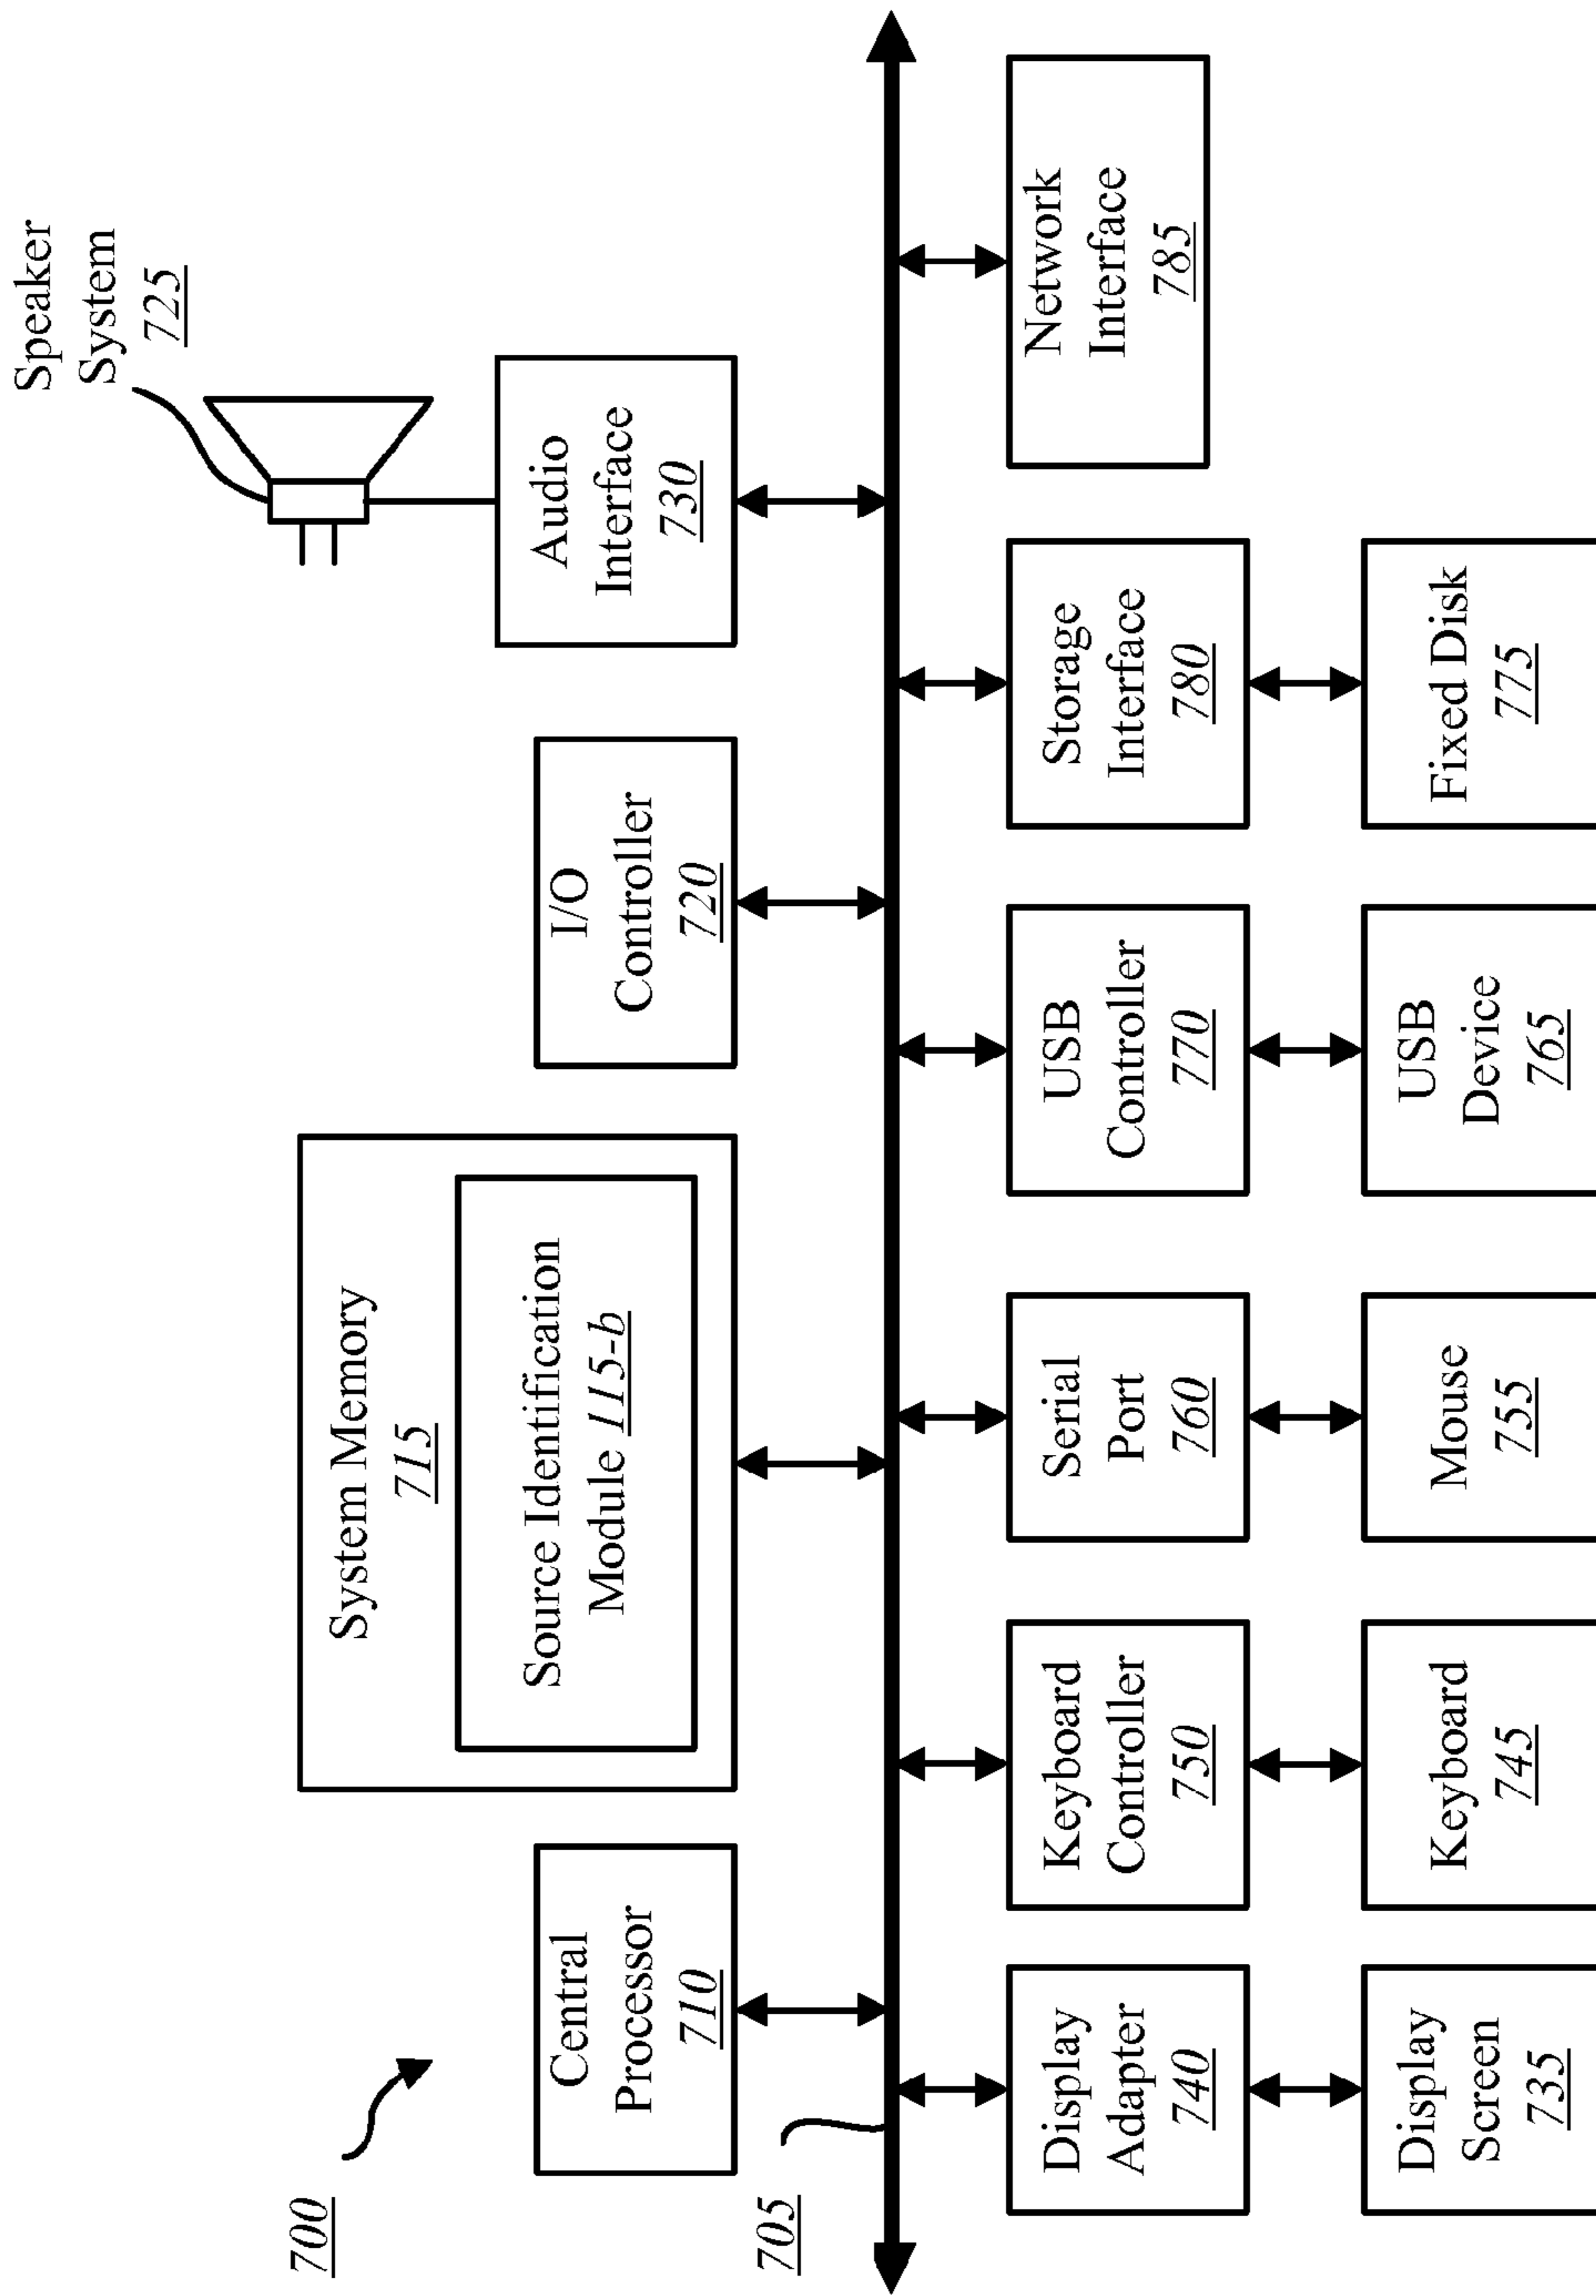 700
Speaker
System
725
Central
Processor
710
System Memory
715
Source Identification
Module 115-b
I/O
Controller
720
Audio
Interface
730
705
Display
Adapter
740
Keyboard
Controller
750
Serial
Port
760
USB
Controller
770
Storage
Interface
780
Network
Interface
785
Display
Screen
735
Keyboard
745
Mouse
755
USB
Device
765
Fixed Disk
775